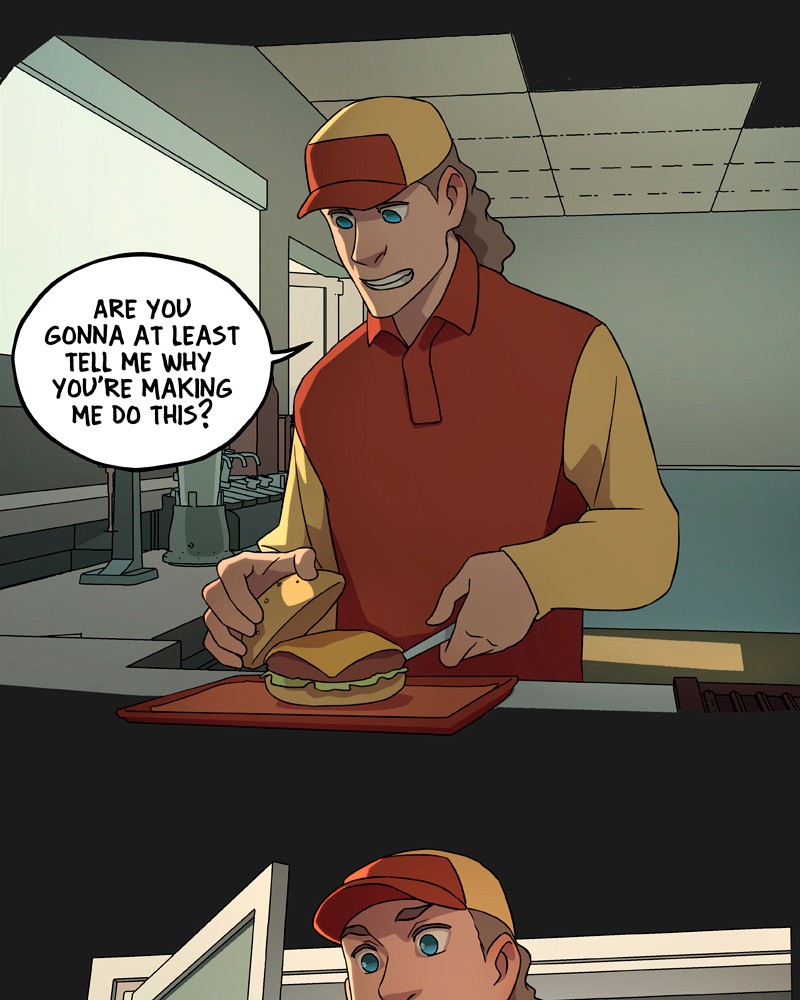 ARE YOU
GONNA AT LEAST
TELL ME WHY
YOU'RE MAKING
ME DO THIS?